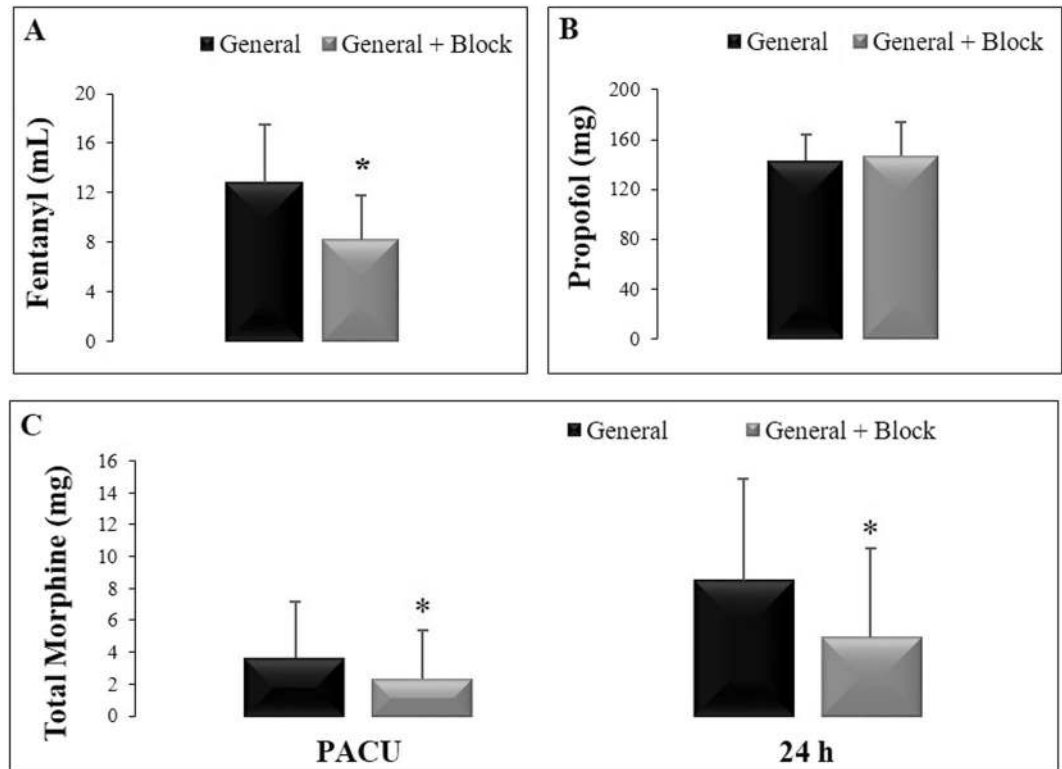 A
General General + Block
Fentanyl (mL)
20
16
12
8
4
0
*
B
General General + Block
Propofol (mg)
200
160
120
80
40
0
C
General General + Block
Total Morphine (mg)
16
14
12
10
8
6
4
2
0
*
*
PACU 24 h